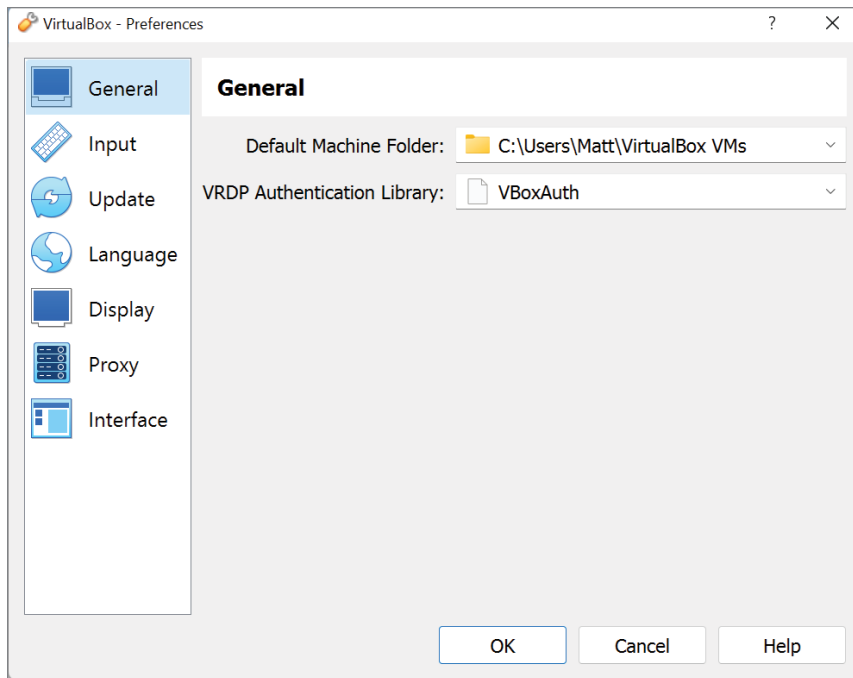 VirtualBox - Preferences
?
General
Input
Update
Language
Display
Proxy
Interface
General
Default Machine Folder: C:\Users\Matt\VirtualBox VMs
VRDP Authentication Library: VBoxAuth
OK Cancel Help